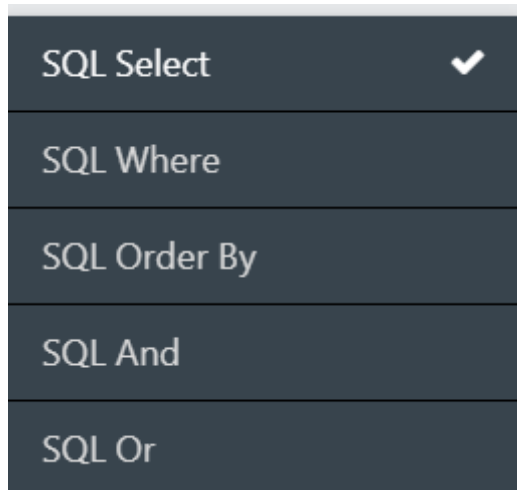 SQL Select
SQL Where
SQL Order By
SQL And
SQL Or